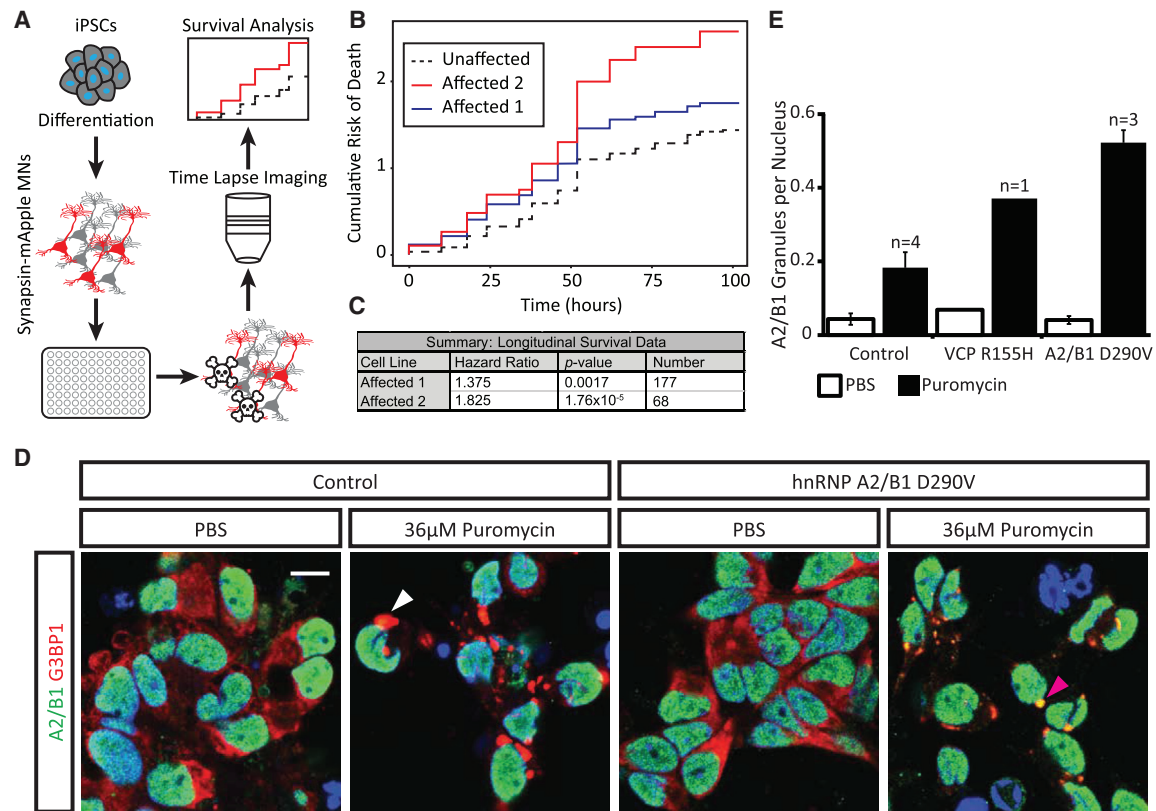 A
iPSCs
Differentiation
Synapsin-mApple MNs
Survival Analysis
Time Lapse Imaging
B
Cumulative Risk of Death
2
1
0
Unaffected
Affected 2
Affected 1
0 25 50 75 100
Time (hours)
C
Summary: Longitudinal Survival Data
Cell Line Hazard Ratio p-value Number
Affected 1 1.375 0.0017 177
Affected 2 1.825 1.76x10⁻⁵ 68
E
A2/B1 Granules per Nucleus
0.6
0.4
0.2
0
n=4
n=1
n=3
Control VCP R155H A2/B1 D290V
PBS Puromycin
D
Control hnRNP A2/B1 D290V
PBS 36µM Puromycin PBS 36µM Puromycin
A2/B1 G3BP1